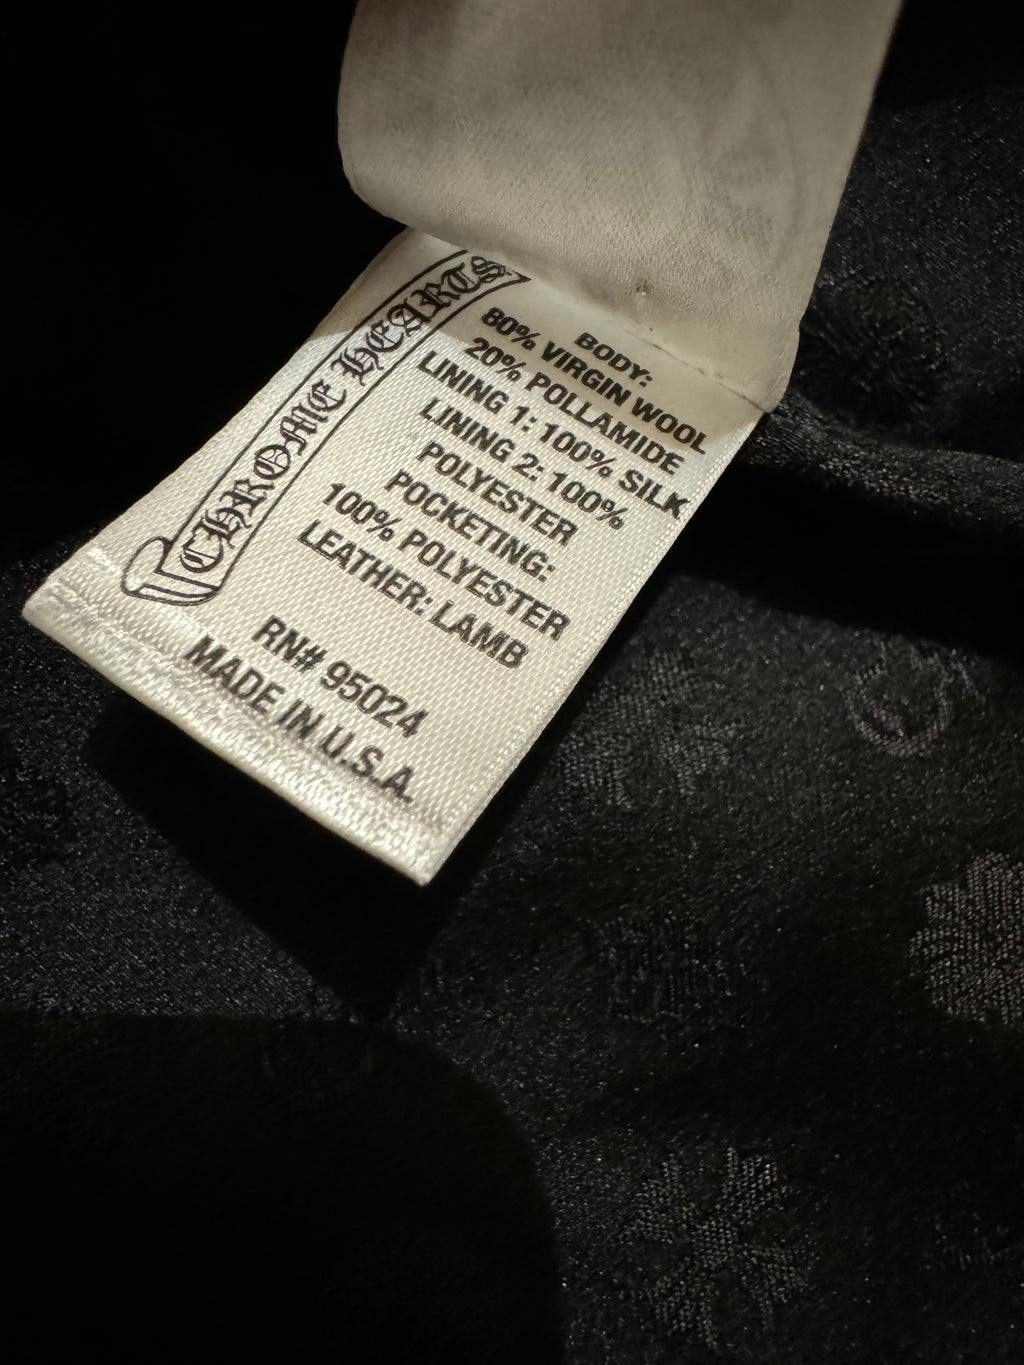 CHROME HEARTS
BODY:
80% VIRGIN WOOL
20% POLLAMIDE
LINING 1: 100% SILK
LINING 2: 100%
POLYESTER
POCKETING:
100% POLYESTER
LEATHER: LAMB
RN# 95024
MADE IN U.S.A.